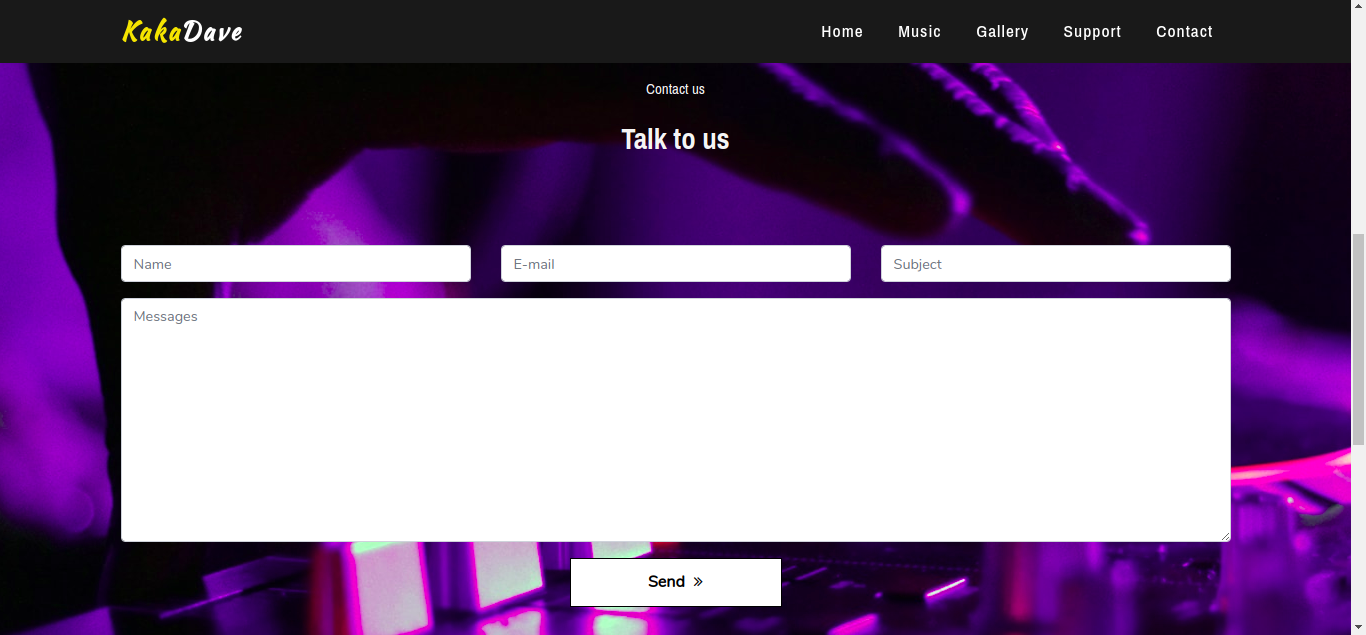 KakaDave
Home Music Gallery Support Contact
Contact us
Talk to us
Name E-mail Subject
Messages
Send »